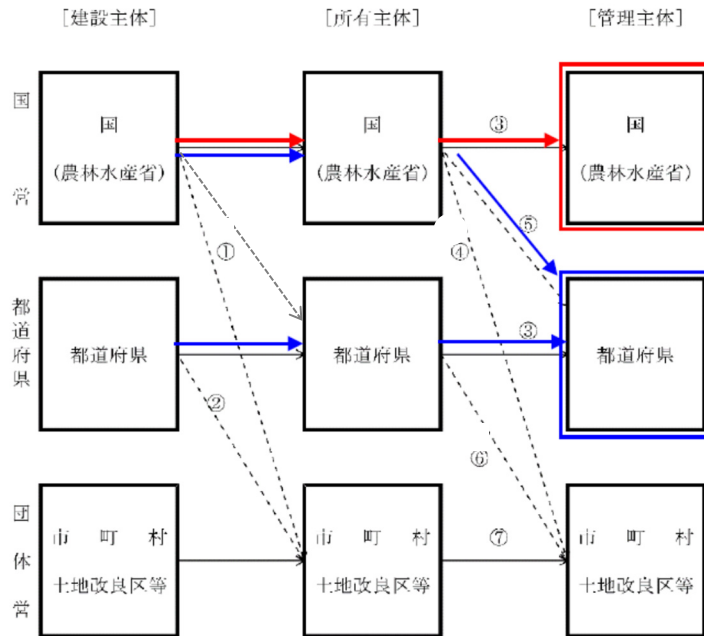 [建設主体] [所有主体] [管理主体]
国営
国
(農林水産省)
国
(農林水産省)
③
国
(農林水産省)
①
④
⑤
都道府県
都道府県
都道府県
③
都道府県
②
⑥
団体営
市町村
土地改良区等
市町村
土地改良区等
⑦
市町村
土地改良区等